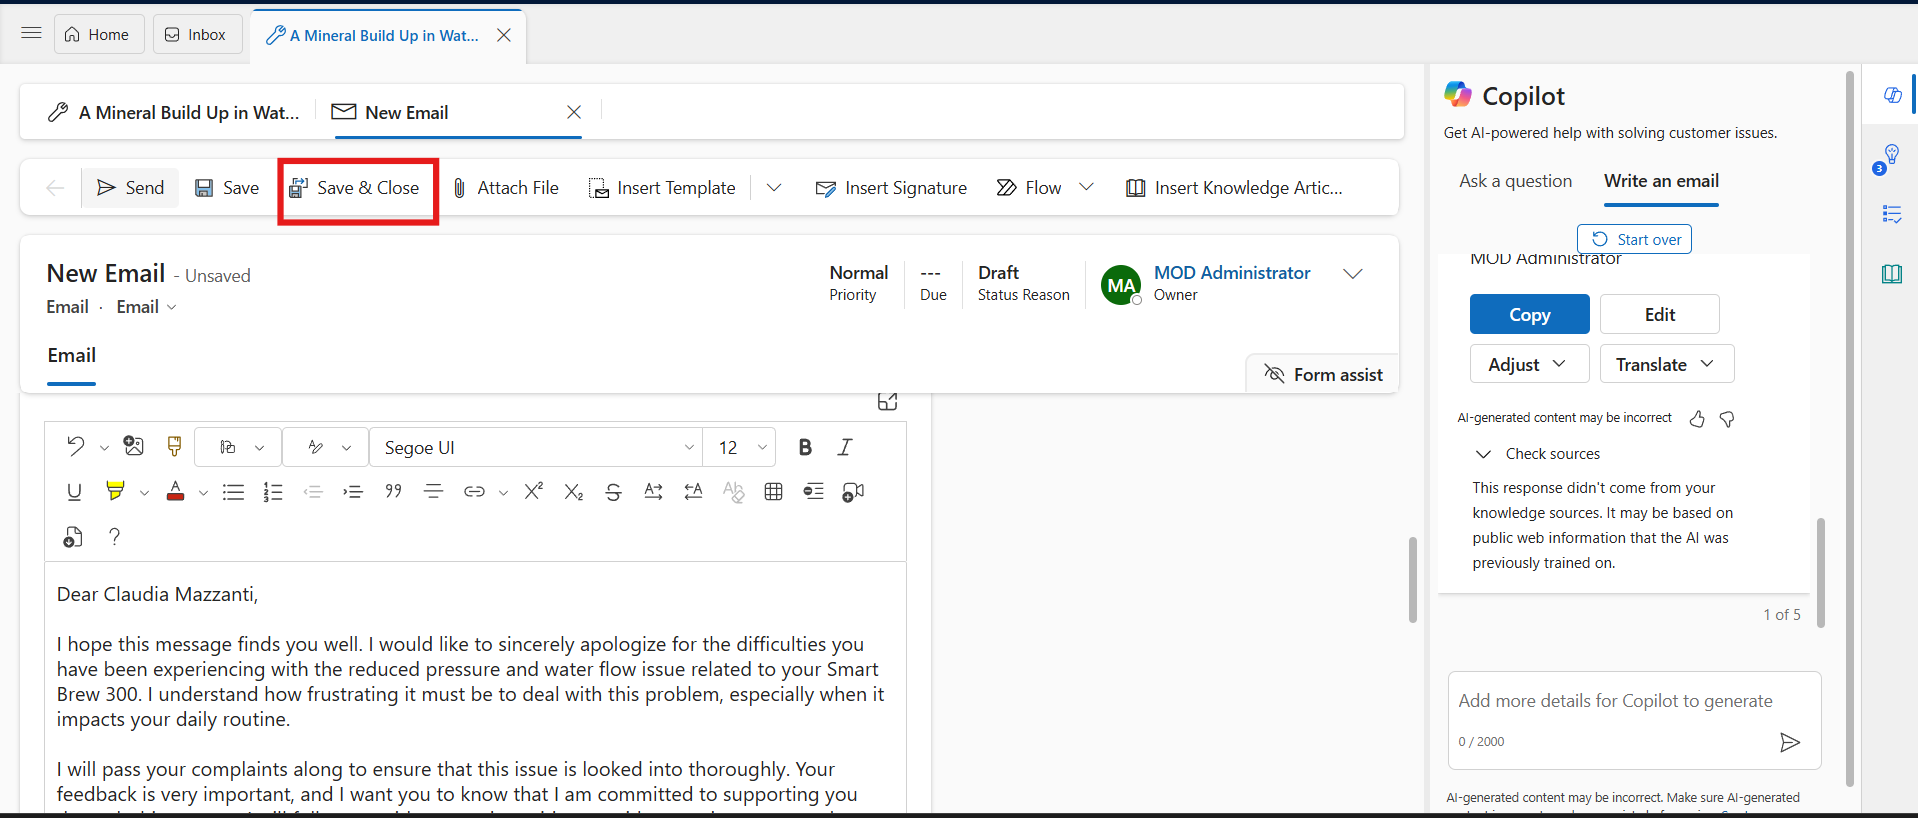 Home
Inbox
A Mineral Build Up in Wat...
A Mineral Build Up in Wat...
New Email
Send
Save
Save & Close
Attach File
Insert Template
Insert Signature
Flow
Insert Knowledge Artic...
New Email - Unsaved
Email · Email
Normal
Priority
---
Due
Draft
Status Reason
MA
MOD Administrator
Owner
Email
Form assist
Segoe UI
12
B I
U
A
?
Dear Claudia Mazzanti,
I hope this message finds you well. I would like to sincerely apologize for the difficulties you
have been experiencing with the reduced pressure and water flow issue related to your Smart
Brew 300. I understand how frustrating it must be to deal with this problem, especially when it
impacts your daily routine.
I will pass your complaints along to ensure that this issue is looked into thoroughly. Your
feedback is very important, and I want you to know that I am committed to supporting you
Copilot
Get AI-powered help with solving customer issues.
Ask a question
Write an email
Start over
MOD Administrator
Copy
Edit
Adjust
Translate
AI-generated content may be incorrect
Check sources
This response didn't come from your
knowledge sources. It may be based on
public web information that the AI was
previously trained on.
1 of 5
Add more details for Copilot to generate
0 / 2000
AI-generated content may be incorrect. Make sure AI-generated
3